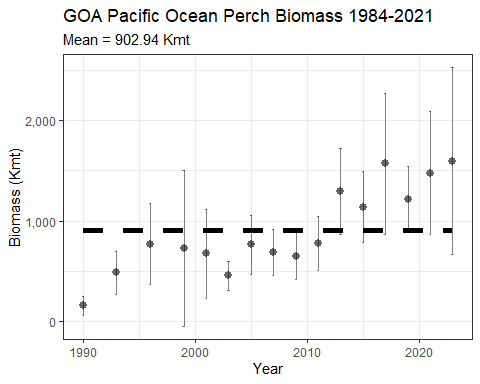 GOA Pacific Ocean Perch Biomass 1984-2021
Mean = 902.94 Kmt
Biomass (Kmt)
2,000
1,000
0
1990
2000
2010
2020
Year